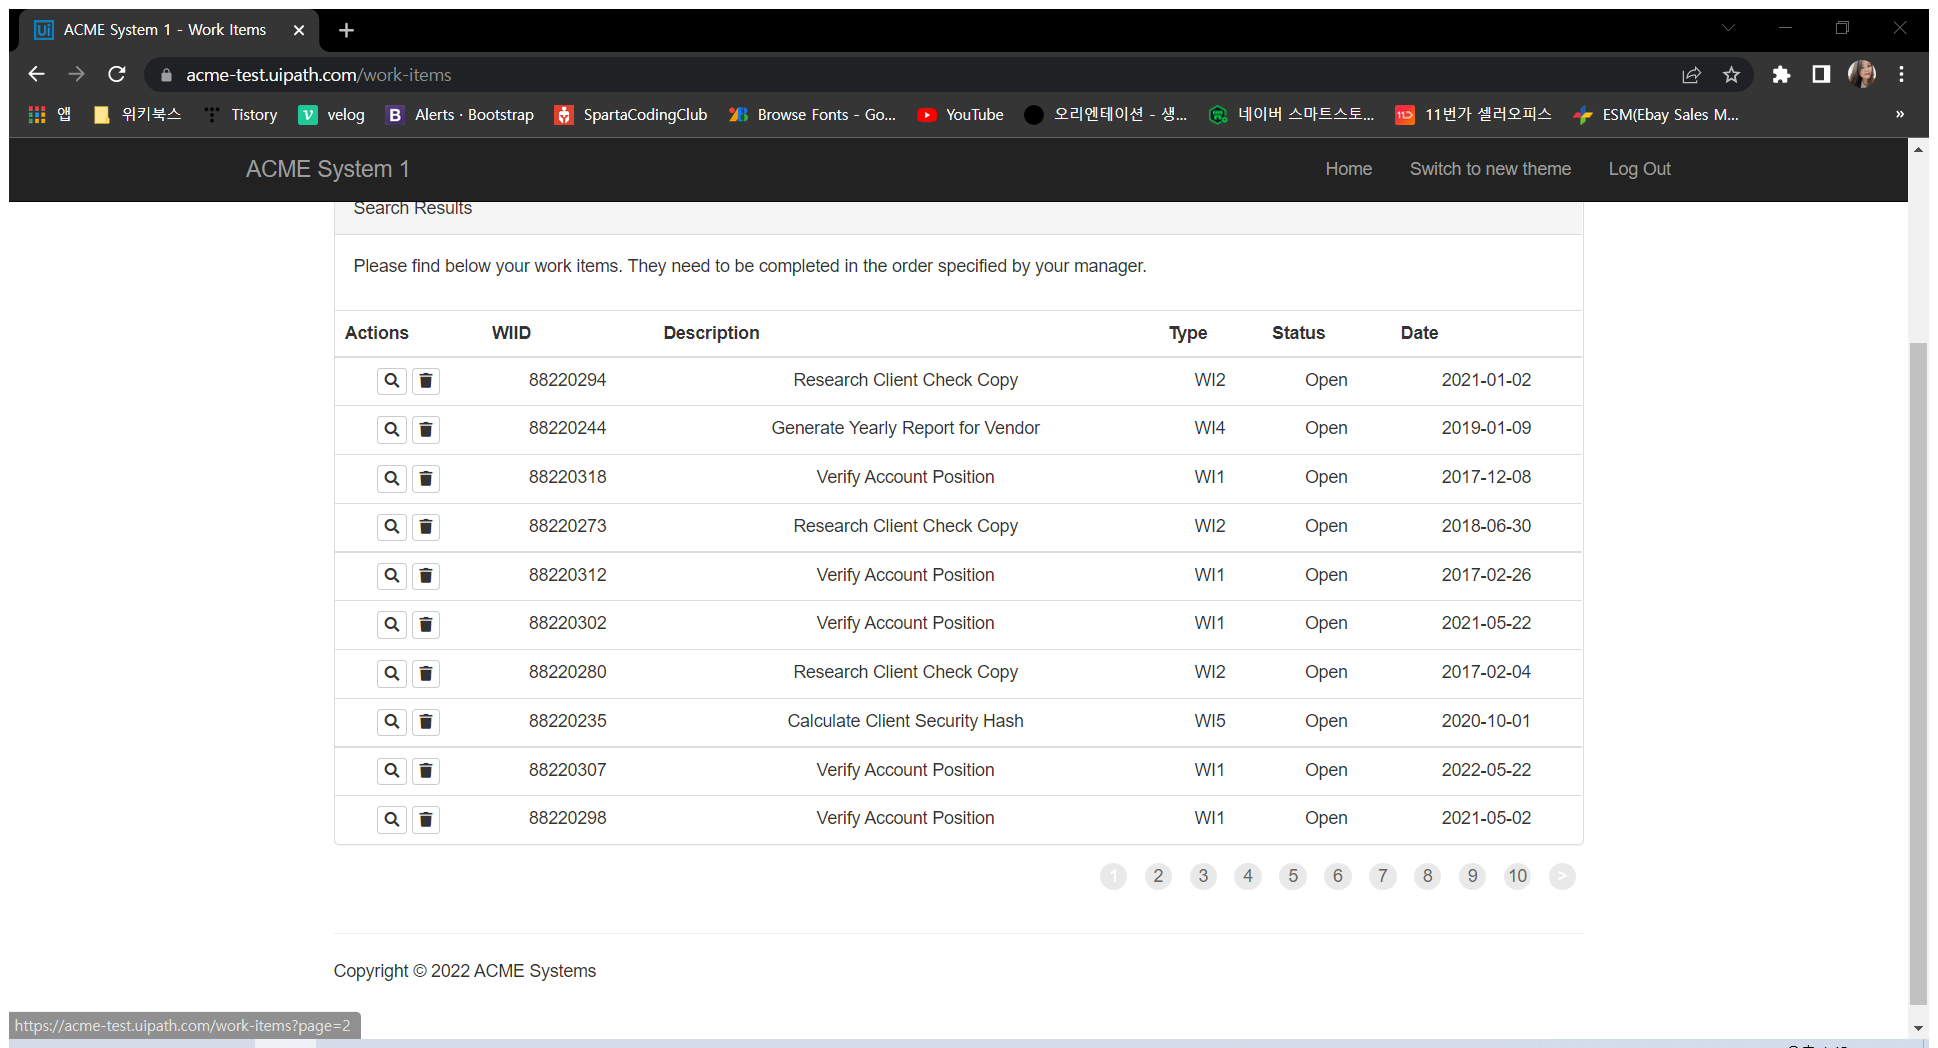 ACME System 1 - Work Items
acme-test.uipath.com/work-items
앱 위키북스 Tistory velog Alerts · Bootstrap SpartaCodingClub Browse Fonts - Go... YouTube 오리엔테이션 - 생... 네이버 스마트스토... 11번가 셀러오피스 ESM(Ebay Sales M... »
ACME System 1 Home Switch to new theme Log Out
Search Results
Please find below your work items. They need to be completed in the order specified by your manager.
Actions WIID Description Type Status Date
88220294 Research Client Check Copy WI2 Open 2021-01-02
88220244 Generate Yearly Report for Vendor WI4 Open 2019-01-09
88220318 Verify Account Position WI1 Open 2017-12-08
88220273 Research Client Check Copy WI2 Open 2018-06-30
88220312 Verify Account Position WI1 Open 2017-02-26
88220302 Verify Account Position WI1 Open 2021-05-22
88220280 Research Client Check Copy WI2 Open 2017-02-04
88220235 Calculate Client Security Hash WI5 Open 2020-10-01
88220307 Verify Account Position WI1 Open 2022-05-22
88220298 Verify Account Position WI1 Open 2021-05-02
1 2 3 4 5 6 7 8 9 10 >
Copyright © 2022 ACME Systems
https://acme-test.uipath.com/work-items?page=2